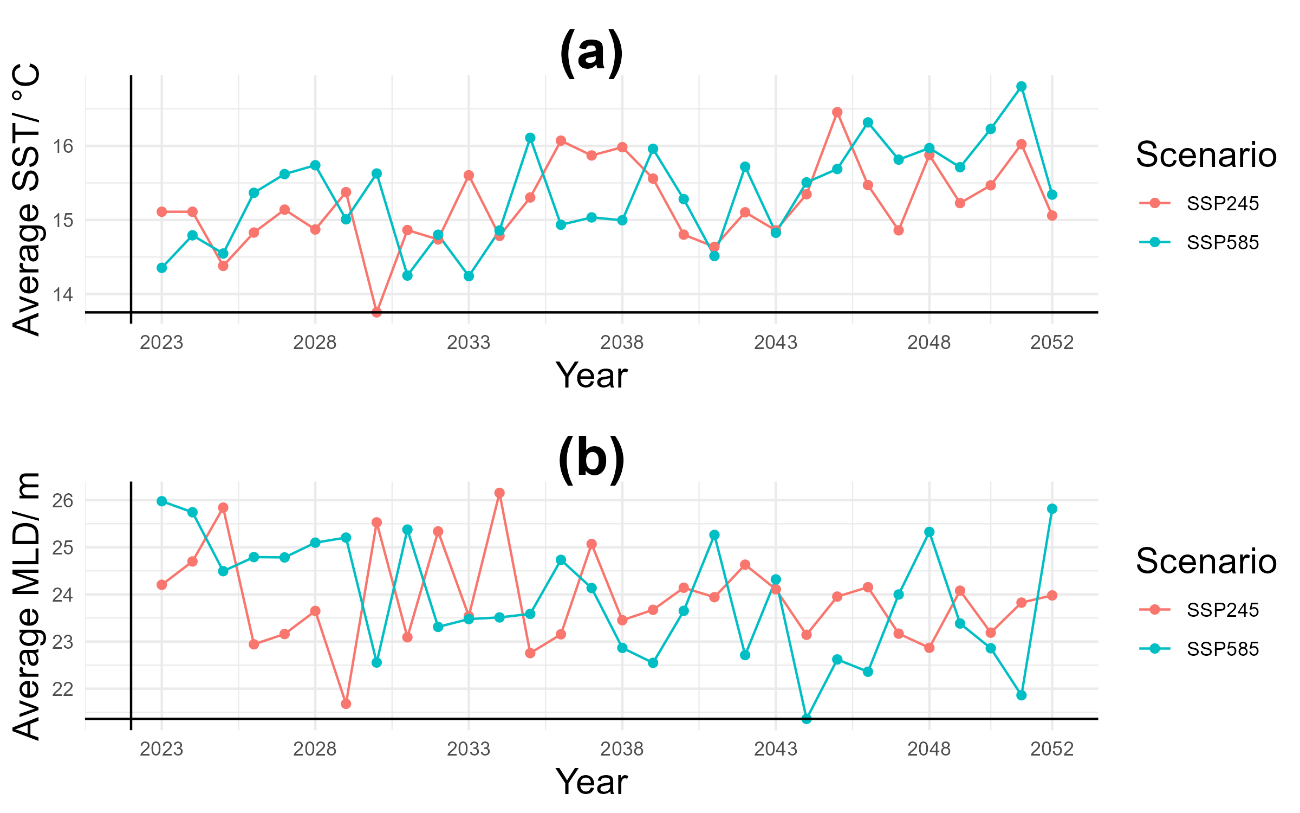 (a)
Average SST/ °C
16
15
14
2023 2028 2033 2038 2043 2048 2052
Year
Scenario
SSP245
SSP585
(b)
Average MLD/ m
26
25
24
23
22
2023 2028 2033 2038 2043 2048 2052
Year
Scenario
SSP245
SSP585